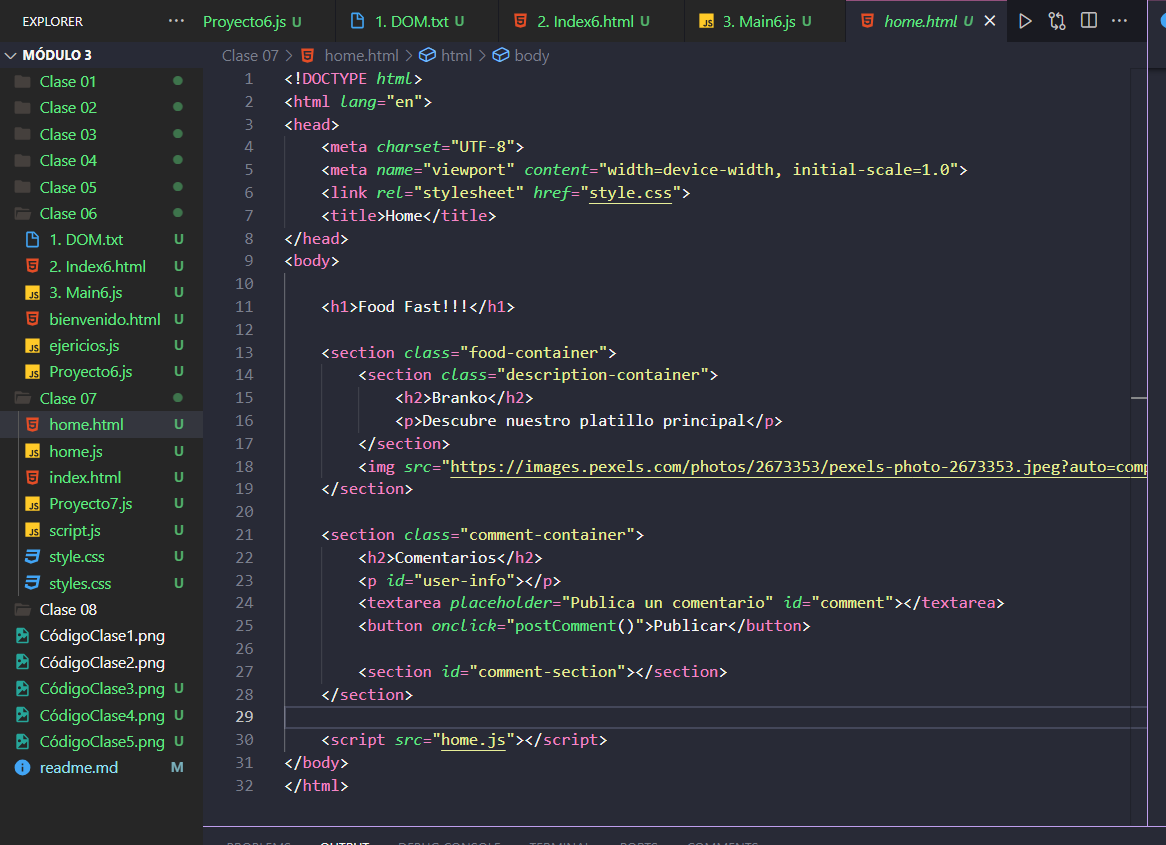 EXPLORER ...
Proyecto6.js U
1. DOM.txt U
2. Index6.html U
3. Main6.js U
home.html U
MÓDULO 3
Clase 01
Clase 02
Clase 03
Clase 04
Clase 05
Clase 06
1. DOM.txt U
2. Index6.html U
3. Main6.js U
bienvenido.html U
ejericios.js U
Proyecto6.js U
Clase 07
home.html U
home.js U
index.html U
Proyecto7.js U
script.js U
style.css U
styles.css U
Clase 08
CódigoClase1.png
CódigoClase2.png
CódigoClase3.png U
CódigoClase4.png U
CódigoClase5.png U
readme.md M
Clase 07 > home.html > html > body
1 <!DOCTYPE html>
2 <html lang="en">
3 <head>
4 <meta charset="UTF-8">
5 <meta name="viewport" content="width=device-width, initial-scale=1.0">
6 <link rel="stylesheet" href="style.css">
7 <title>Home</title>
8 </head>
9 <body>
10
11 <h1>Food Fast!!!</h1>
12
13 <section class="food-container">
14 <section class="description-container">
15 <h2>Branko</h2>
16 <p>Descubre nuestro platillo principal</p>
17 </section>
18 <img src="https://images.pexels.com/photos/2673353/pexels-photo-2673353.jpeg?auto=comp
19 </section>
20
21 <section class="comment-container">
22 <h2>Comentarios</h2>
23 <p id="user-info"></p>
24 <textarea placeholder="Publica un comentario" id="comment"></textarea>
25 <button onclick="postComment()">Publicar</button>
26
27 <section id="comment-section"></section>
28 </section>
29
30 <script src="home.js"></script>
31 </body>
32 </html>
PROBLEMS OUTPUT DEBUG CONSOLE TERMINAL PORTS COMMENTS